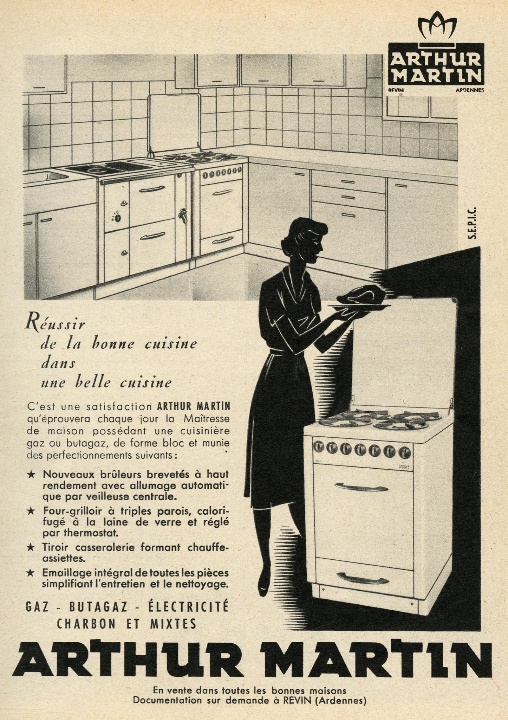 ARTHUR
MARTIN
REVIN ARDENNES
S.E.P.I.C.
Réussir
de la bonne cuisine
dans
une belle cuisine
C'est une satisfaction ARTHUR MARTIN
qu'éprouvera chaque jour la Maîtresse
de maison possédant une cuisinière
gaz ou butagaz, de forme bloc et munie
des perfectionnements suivants :
★ Nouveaux brûleurs brevetés à haut
rendement avec allumage automati-
que par veilleuse centrale.
★ Four-grilloir à triples parois, calori-
fugé à la laine de verre et réglé
par thermostat.
★ Tiroir casserolerie formant chauffe-
assiettes.
★ Emaillage intégral de toutes les pièces
simplifiant l'entretien et le nettoyage.
GAZ - BUTAGAZ - ÉLECTRICITÉ
CHARBON ET MIXTES
ARTHUR MARTIN
En vente dans toutes les bonnes maisons
Documentation sur demande à REVIN (Ardennes)